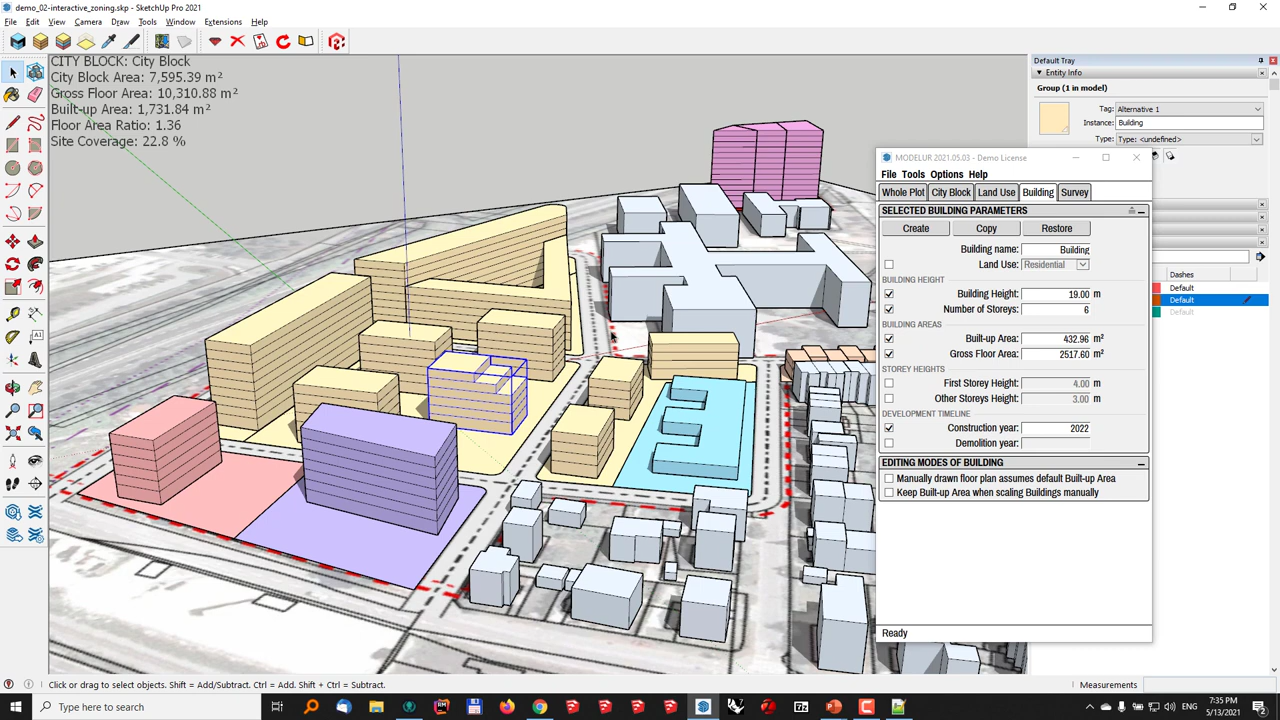 demo_02-interactive_zoning.skp - SketchUp Pro 2021
File Edit View Camera Draw Tools Window Extensions Help
CITY BLOCK: City Block
City Block Area: 7,595.39 m²
Gross Floor Area: 10,310.88 m²
Built-up Area: 1,731.84 m²
Floor Area Ratio: 1.36
Site Coverage: 22.8 %
Default Tray
Entity Info
Group (1 in model)
Tag: Alternative 1
Instance: Building
Type: Type: <undefined>
MODELUR 2021.05.03 - Demo License
File Tools Options Help
Whole Plot City Block Land Use Building Survey
SELECTED BUILDING PARAMETERS
Create Copy Restore
Building name: Building
Land Use: Residential
BUILDING HEIGHT
Building Height: 19.00 m
Number of Storeys: 6
BUILDING AREAS
Built-up Area: 432.96 m²
Gross Floor Area: 2517.60 m²
STOREY HEIGHTS
First Storey Height: 4.00 m
Other Storeys Height: 3.00 m
DEVELOPMENT TIMELINE
Construction year: 2022
Demolition year:
EDITING MODES OF BUILDING
Manually drawn floor plan assumes default Built-up Area
Keep Built-up Area when scaling Buildings manually
Ready
Dashes
Default
Default
Default
Click or drag to select objects. Shift = Add/Subtract. Ctrl = Add. Shift + Ctrl = Subtract.
Measurements
Type here to search
ENG
7:35 PM
5/13/2021